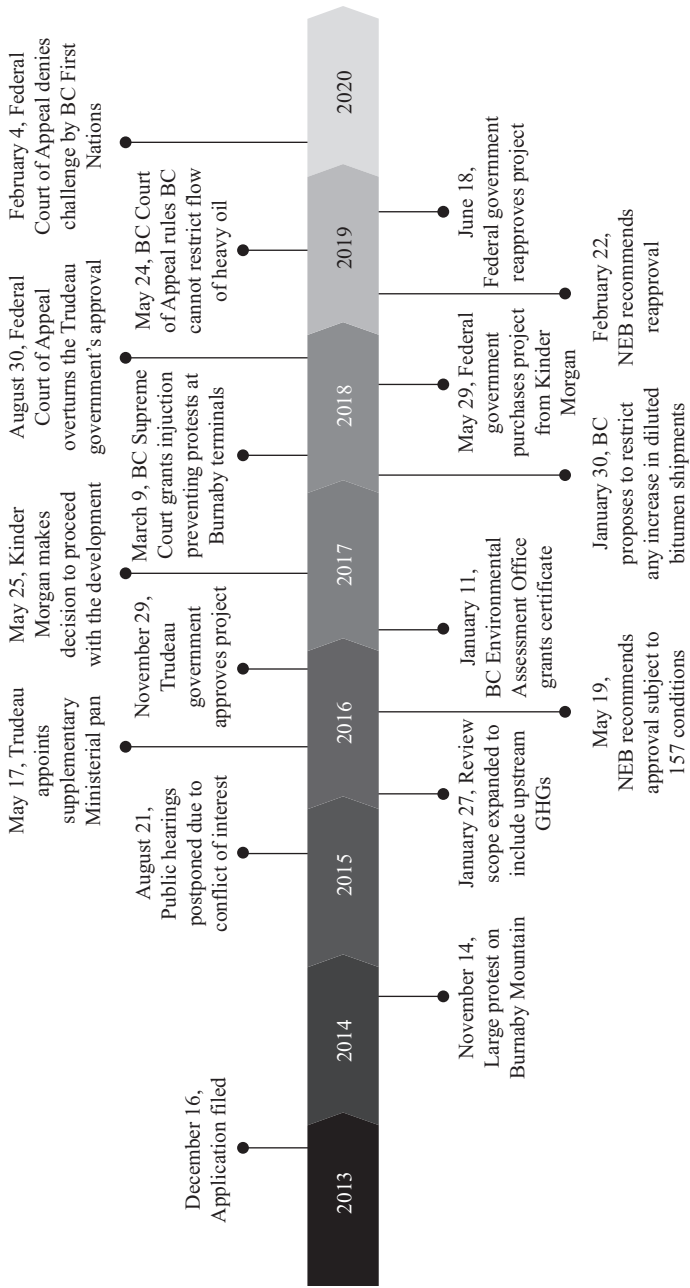 December 16,
Application filed
August 21,
Public hearings
postponed due to
conflict of interest
May 17, Trudeau
appoints
supplementary
Ministerial pan
November 29,
Trudeau
government
approves project
May 25, Kinder
Morgan makes
decision to proceed
with the development
March 9, BC Supreme
Court grants injuction
preventing protests at
Burnaby terminals
August 30, Federal
Court of Appeal
overturns the Trudeau
government’s approval
May 24, BC Court
of Appeal rules BC
cannot restrict flow
of heavy oil
February 4, Federal
Court of Appeal denies
challenge by BC First
Nations
2013
2014
2015
2016
2017
2018
2019
2020
November 14,
Large protest on
Burnaby Mountain
January 27, Review
scope expanded to
include upstream
GHGs
May 19,
NEB recommends
approval subject to
157 conditions
January 11,
BC Environmental
Assessment Office
grants certificate
January 30, BC
proposes to restrict
any increase in diluted
bitumen shipments
May 29, Federal
government
purchases project
from Kinder
Morgan
February 22,
NEB recommends
reapproval
June 18,
Federal government
reapproves project